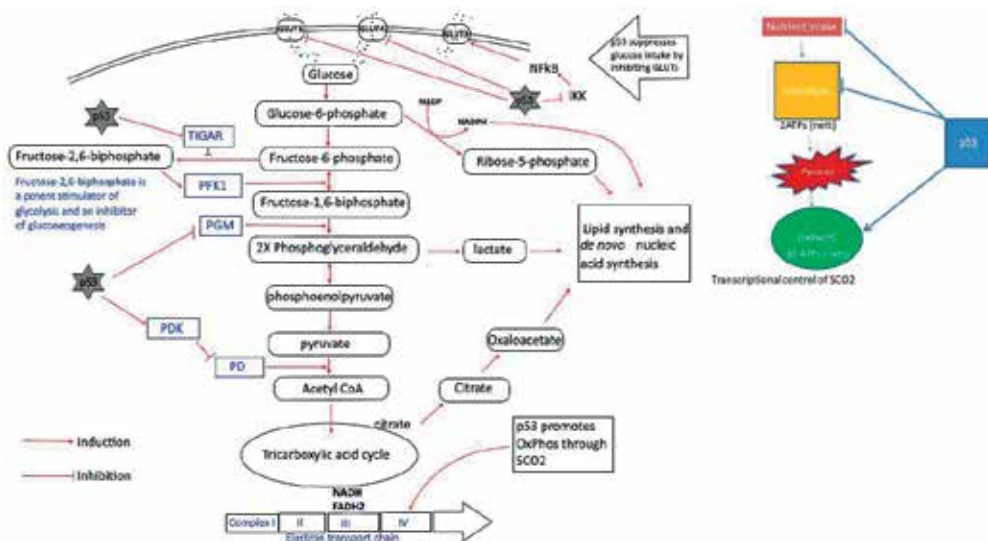 GLUT4
p53 suppresses
glucose intake by
inhibiting GLUTs
NFkB
IKK
Glucose
p53
Glucose-6-phosphate
NADP
NADPH
p53
TIGAR
Fructose-2,6-biphosphate
Fructose-6-phosphate
Ribose-5-phosphate
Fructose-2,6-biphosphate is
a potent stimulator of
glycolysis and an inhibitor
of gluconeogenesis
PFK1
Fructose-1,6-biphosphate
PGM
2X Phosphoglyceraldehyde
lactate
Lipid synthesis and
de novo nucleic
acid synthesis
p53
phosphoenolpyruvate
PDK
pyruvate
PD
Oxaloacetate
Acetyl CoA
Citrate
citrate
Tricarboxylic acid cycle
p53 promotes
OxPhos through
SCO2
Induction
Inhibition
NADH
FADH2
Complex I
II
III
IV
Electron transport chain
Nutrient intake
2ATPs (nett)
p53
Transcriptional control of SCO2